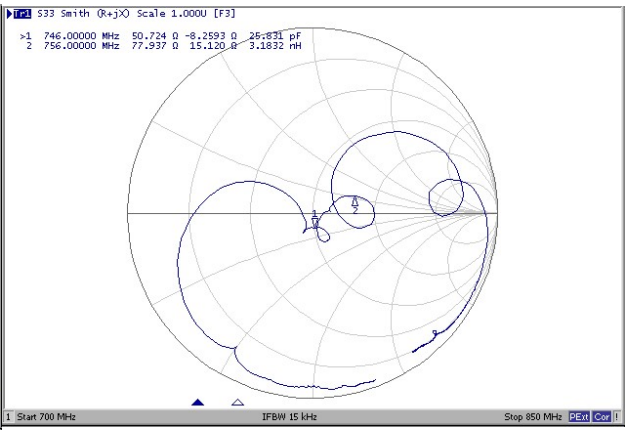 Tr1 S33 Smith (R+jX) Scale 1.000U [F3]
>1 746.00000 MHz 50.724 Ω -8.2593 Ω 25.831 pF
2 756.00000 MHz 77.937 Ω 15.120 Ω 3.1832 nH
1
2
1 Start 700 MHz IFBW 15 kHz Stop 850 MHz PExt Cor !